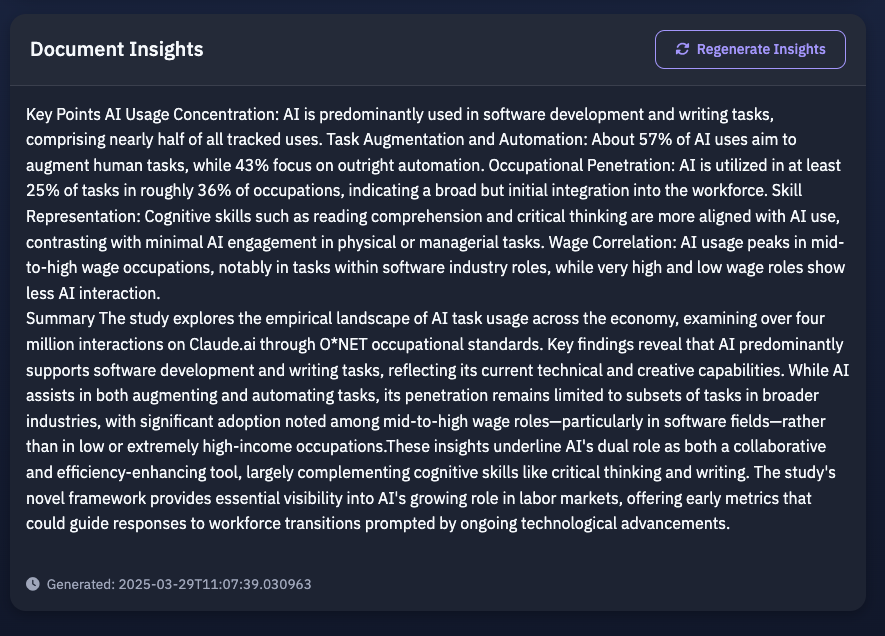 Document Insights
Regenerate Insights
Key Points AI Usage Concentration: AI is predominantly used in software development and writing tasks,
comprising nearly half of all tracked uses. Task Augmentation and Automation: About 57% of AI uses aim to
augment human tasks, while 43% focus on outright automation. Occupational Penetration: AI is utilized in at least
25% of tasks in roughly 36% of occupations, indicating a broad but initial integration into the workforce. Skill
Representation: Cognitive skills such as reading comprehension and critical thinking are more aligned with AI use,
contrasting with minimal AI engagement in physical or managerial tasks. Wage Correlation: AI usage peaks in mid-
to-high wage occupations, notably in tasks within software industry roles, while very high and low wage roles show
less AI interaction.
Summary The study explores the empirical landscape of AI task usage across the economy, examining over four
million interactions on Claude.ai through O*NET occupational standards. Key findings reveal that AI predominantly
supports software development and writing tasks, reflecting its current technical and creative capabilities. While AI
assists in both augmenting and automating tasks, its penetration remains limited to subsets of tasks in broader
industries, with significant adoption noted among mid-to-high wage roles—particularly in software fields—rather
than in low or extremely high-income occupations.These insights underline AI's dual role as both a collaborative
and efficiency-enhancing tool, largely complementing cognitive skills like critical thinking and writing. The study's
novel framework provides essential visibility into AI's growing role in labor markets, offering early metrics that
could guide responses to workforce transitions prompted by ongoing technological advancements.
Generated: 2025-03-29T11:07:39.030963